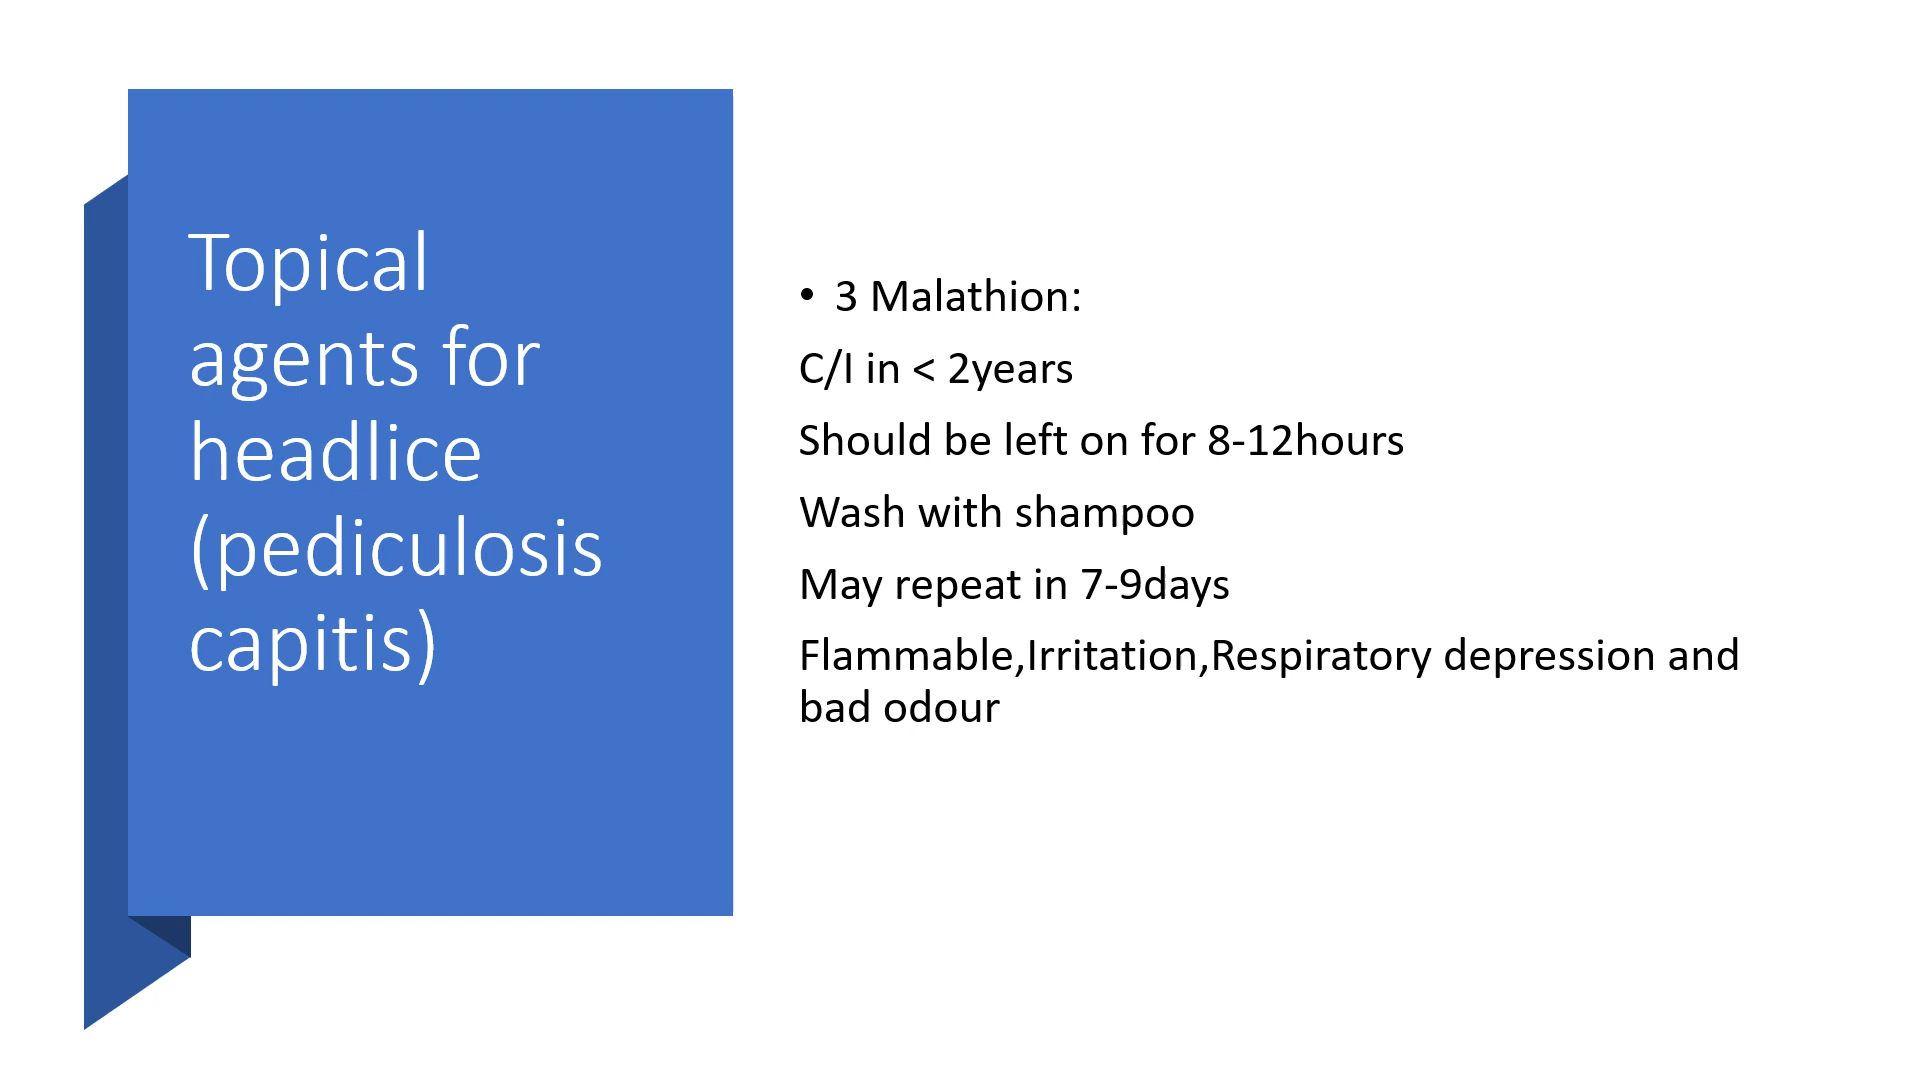 Topical
agents for
headlice
(pediculosis
capitis)
• 3 Malathion:
C/I in < 2years
Should be left on for 8-12hours
Wash with shampoo
May repeat in 7-9days
Flammable,Irritation,Respiratory depression and
bad odour